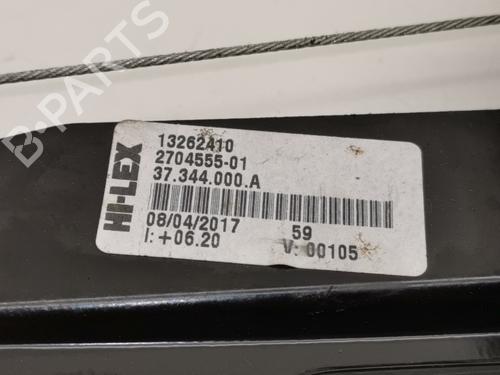 B-PARTS
HI-LEX
13262410
2704555-01
37.344.000.A
08/04/2017 59
I: +06.20 V: 00105